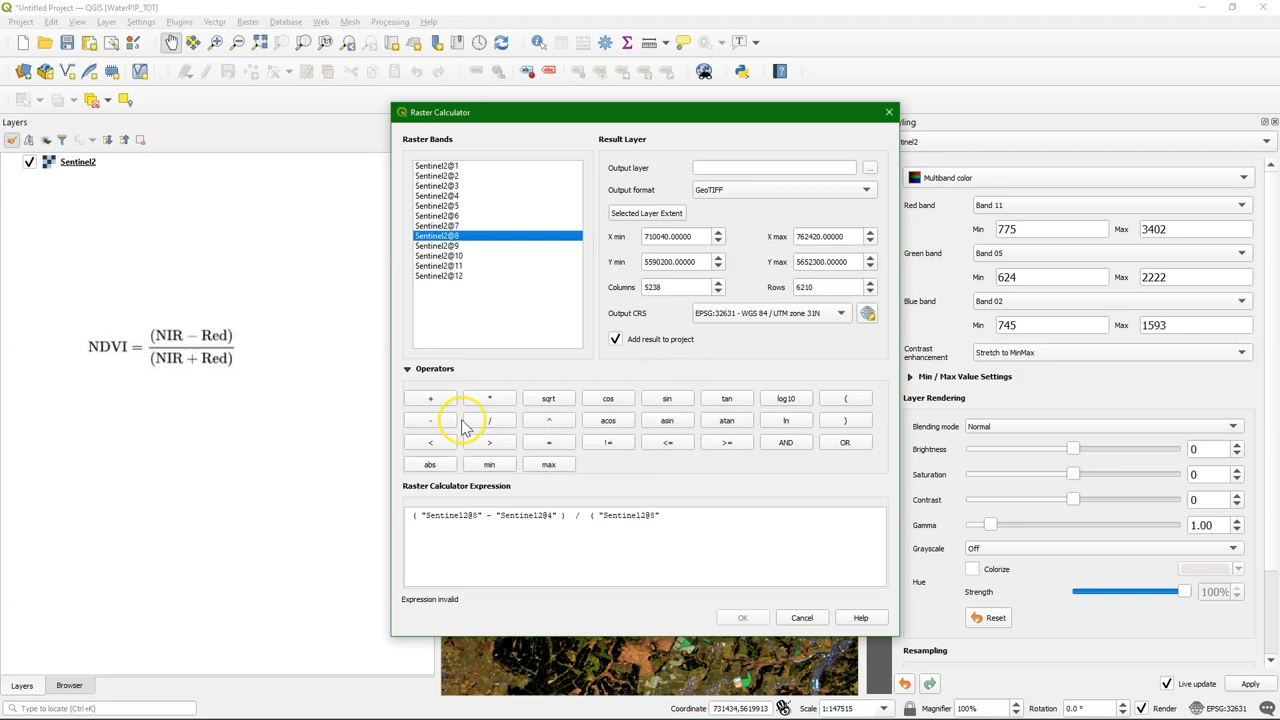 *Untitled Project — QGIS [WaterPIP_TOT]
Project Edit View Layer Settings Plugins Vector Raster Database Web Mesh Processing Help
Layers
Sentinel2
NDVI = (NIR − Red)
(NIR + Red)
Layers Browser
Raster Calculator
Raster Bands
Sentinel2@1
Sentinel2@2
Sentinel2@3
Sentinel2@4
Sentinel2@5
Sentinel2@6
Sentinel2@7
Sentinel2@8
Sentinel2@9
Sentinel2@10
Sentinel2@11
Sentinel2@12
Result Layer
Output layer ...
Output format GeoTIFF
Selected Layer Extent
X min 710040.00000 X max 762420.00000
Y min 5590200.00000 Y max 5652300.00000
Columns 5238 Rows 6210
Output CRS EPSG:32631 - WGS 84 / UTM zone 31N
Add result to project
Operators
+ * sqrt cos sin tan log10 (
- / ^ acos asin atan ln )
< > = != <= >= AND OR
abs min max
Raster Calculator Expression
( "Sentinel2@8" - "Sentinel2@4" ) / ( "Sentinel2@8"
Expression invalid
OK Cancel Help
Multiband color
Red band Band 11
Min 775 Max 3402
Green band Band 05
Min 624 Max 2222
Blue band Band 02
Min 745 Max 1593
Contrast enhancement Stretch to MinMax
Min / Max Value Settings
Layer Rendering
Blending mode Normal
Brightness 0
Saturation 0
Contrast 0
Gamma 1.00
Grayscale Off
Hue Colorize
Strength 100%
Reset
Resampling
Live update Apply
Type to locate (Ctrl+K) Coordinate 731434,5619913 Scale 1:147515 Magnifier 100% Rotation 0.0 ° Render EPSG:32631